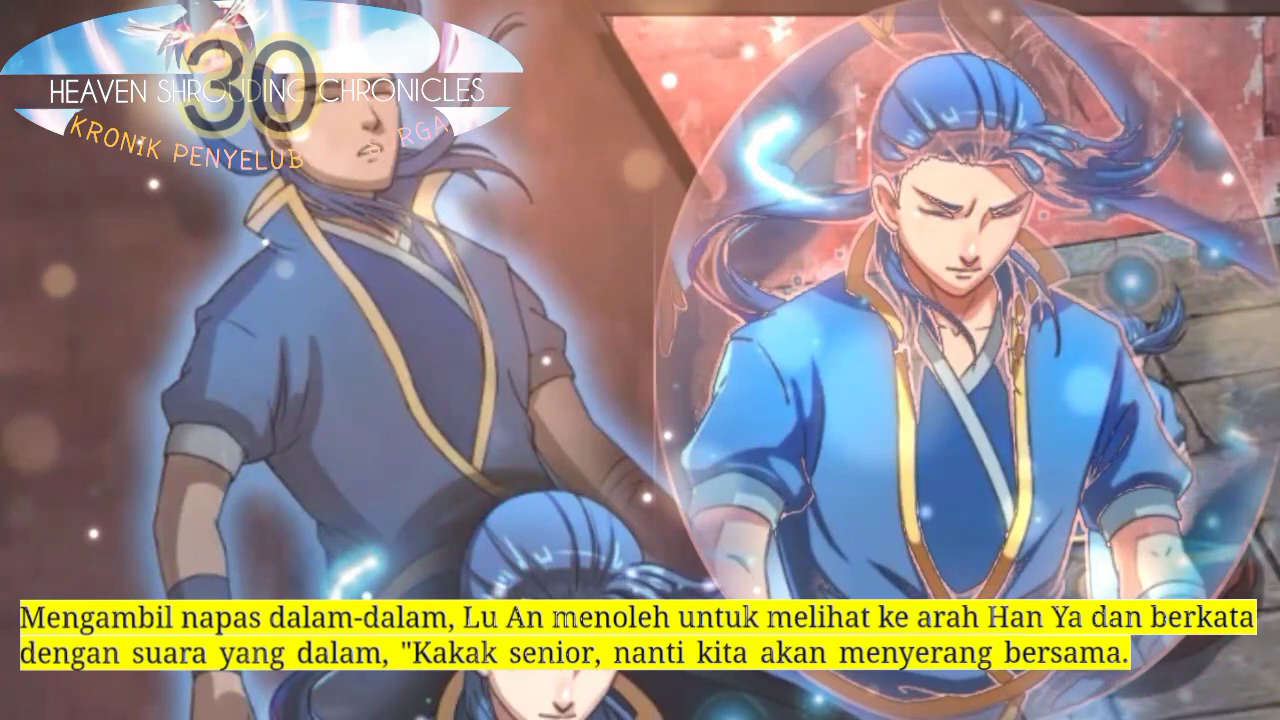 30
HEAVEN SHROUDING CHRONICLES
KRONIK PENYELUB RGA
Mengambil napas dalam-dalam, Lu An menoleh untuk melihat ke arah Han Ya dan berkata
dengan suara yang dalam, "Kakak senior, nanti kita akan menyerang bersama.